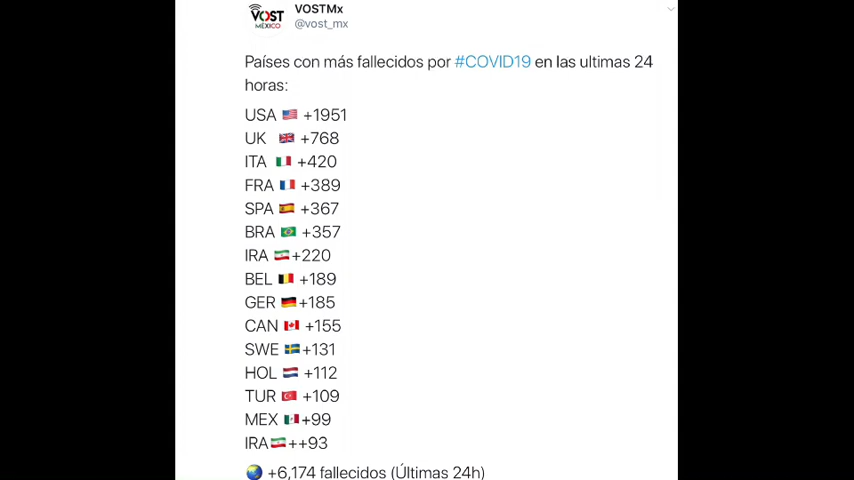 VOST
MEXICO
VOSTMx
@vost_mx
Países con más fallecidos por #COVID19 en las ultimas 24
horas:
USA 🇺🇸 +1951
UK 🇬🇧 +768
ITA 🇮🇹 +420
FRA 🇫🇷 +389
SPA 🇪🇸 +367
BRA 🇧🇷 +357
IRA 🇮🇷+220
BEL 🇧🇪 +189
GER 🇩🇪+185
CAN 🇨🇦 +155
SWE 🇸🇪+131
HOL 🇳🇱 +112
TUR 🇹🇷 +109
MEX 🇲🇽+99
IRA🇮🇷++93
🌏 +6,174 fallecidos (Últimas 24h)